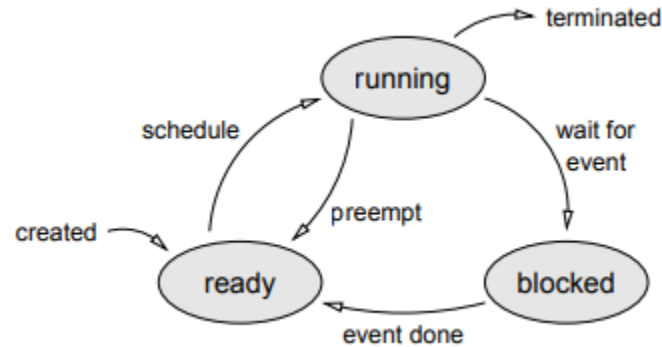 terminated
running
schedule
wait for
event
preempt
created
ready
blocked
event done